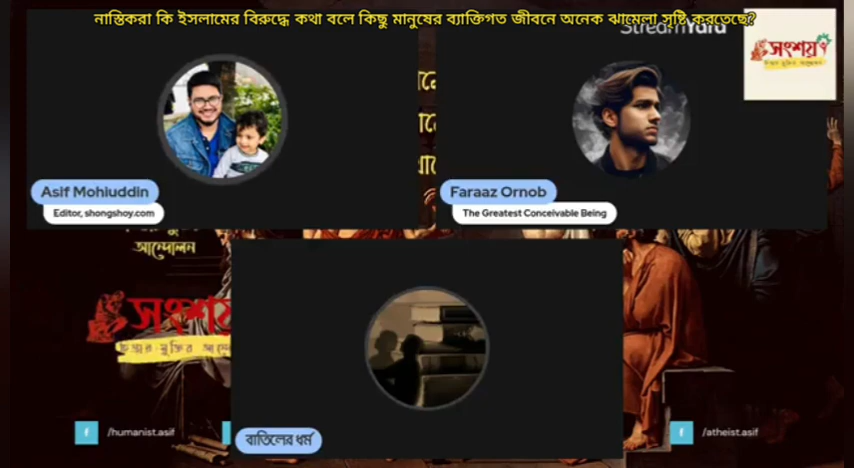 নাস্তিকরা কি ইসলামের বিরুদ্ধে কথা বলে কিছু মানুষের ব্যাক্তিগত জীবনে অনেক ঝামেলা সৃষ্টি করতেছে?
StreamYard
সংশয়
Asif Mohiuddin
Editor, shongshoy.com
Faraaz Ornob
The Greatest Conceivable Being
আন্দোলন
সংশয়
বাতিলের ধর্ম
/humanist.asif
/atheist.asif